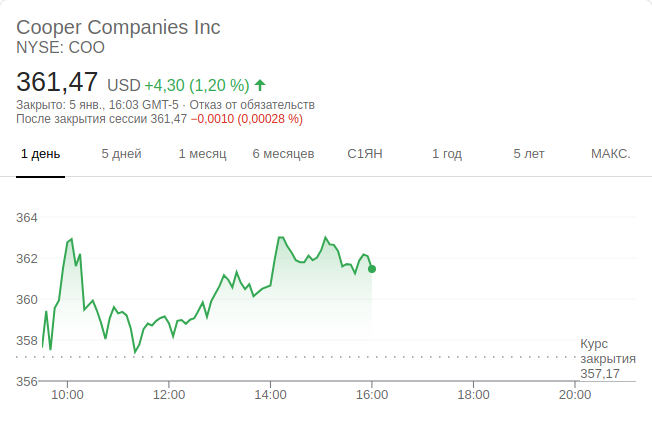 Cooper Companies Inc
NYSE: COO
361,47 USD +4,30 (1,20 %)
Закрыто: 5 янв., 16:03 GMT-5 · Отказ от обязательств
После закрытия сессии 361,47 −0,0010 (0,00028 %)
1 день 5 дней 1 месяц 6 месяцев С1ЯН 1 год 5 лет МАКС.
364
362
360
358
Курс
закрытия
357,17
356
10:00 12:00 14:00 16:00 18:00 20:00